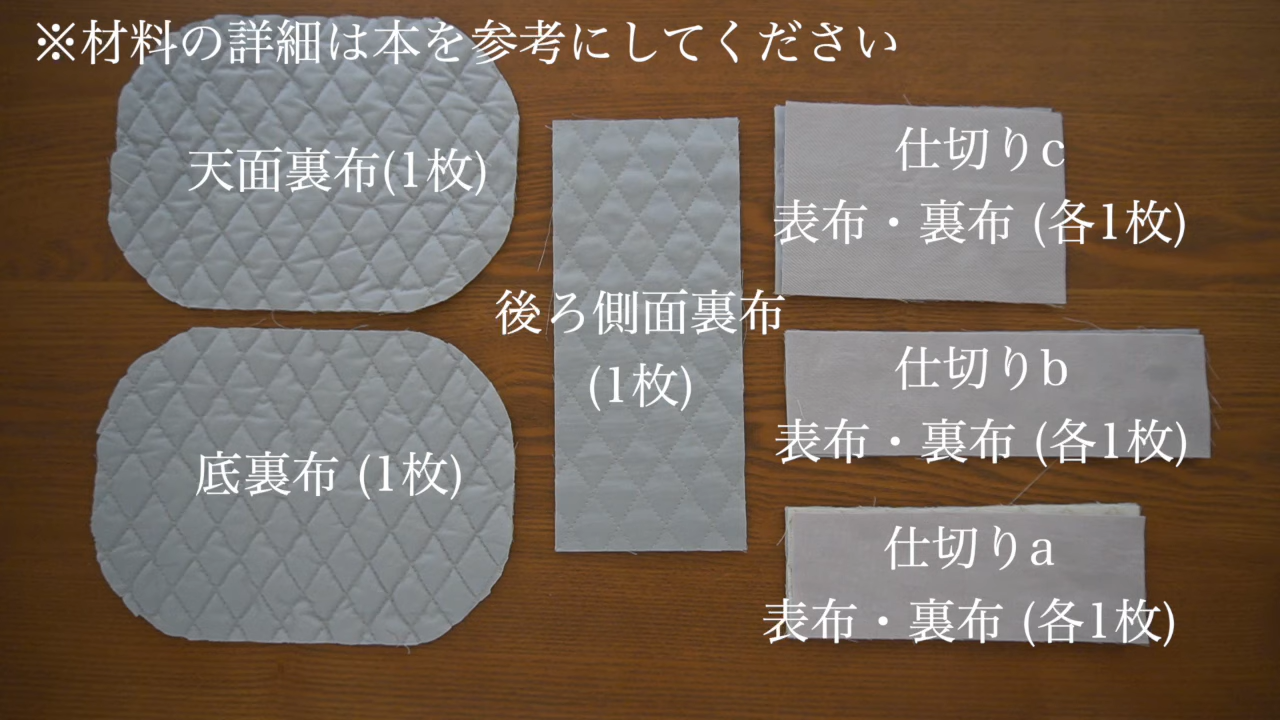 ※材料の詳細は本を参考にしてください
天面裏布(1枚)
底裏布 (1枚)
後ろ側面裏布
(1枚)
仕切りc
表布・裏布 (各1枚)
仕切りb
表布・裏布 (各1枚)
仕切りa
表布・裏布 (各1枚)